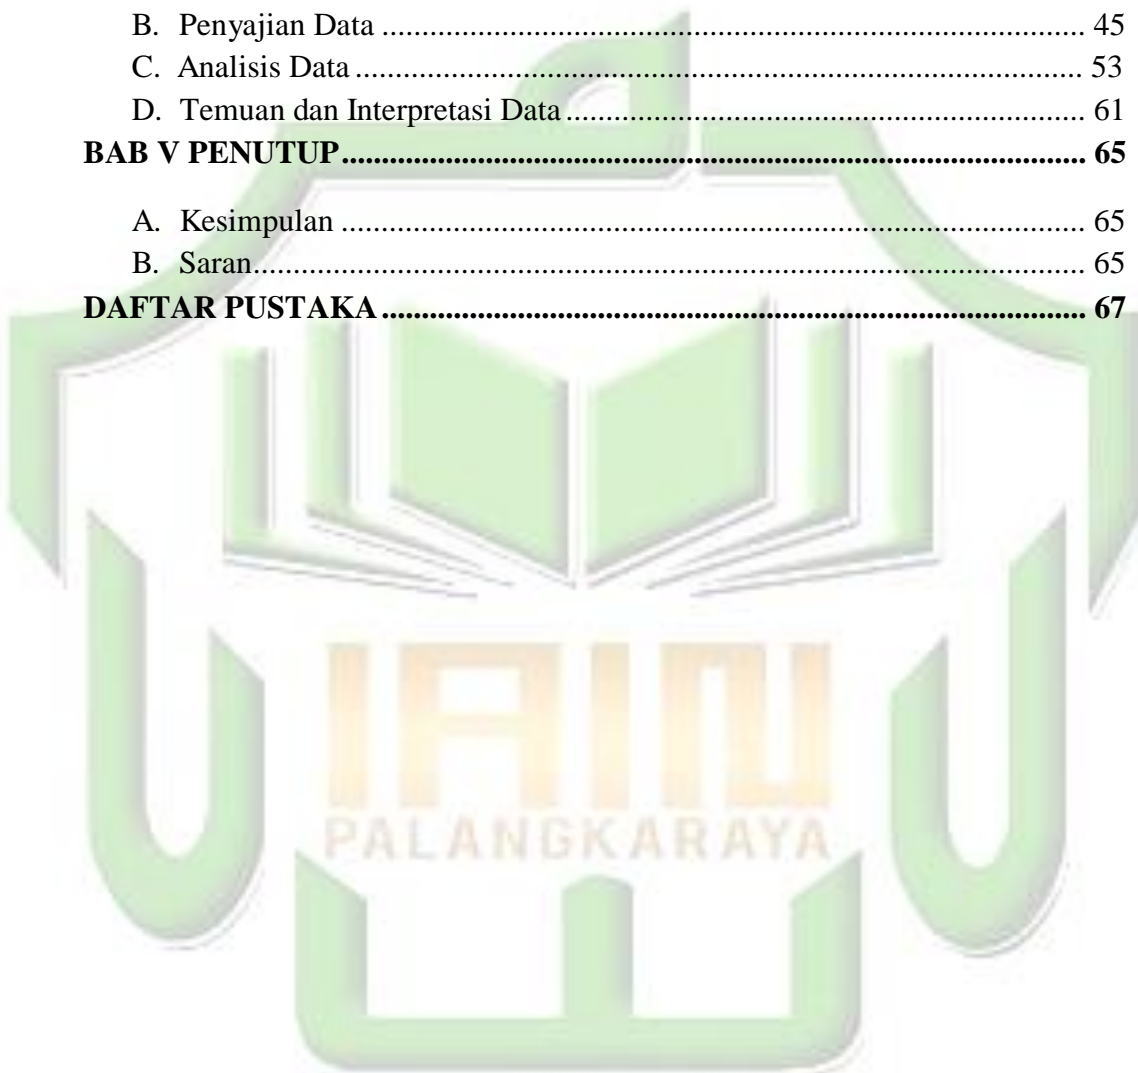 B. Penyajian Data ........................................................................................... 45
C. Analisis Data ............................................................................................... 53
D. Temuan dan Interpretasi Data ................................................................... 61
BAB V PENUTUP ............................................................................................... 65
A. Kesimpulan ................................................................................................ 65
B. Saran ........................................................................................................... 65
DAFTAR PUSTAKA .......................................................................................... 67
IAIN
PALANGKARAYA